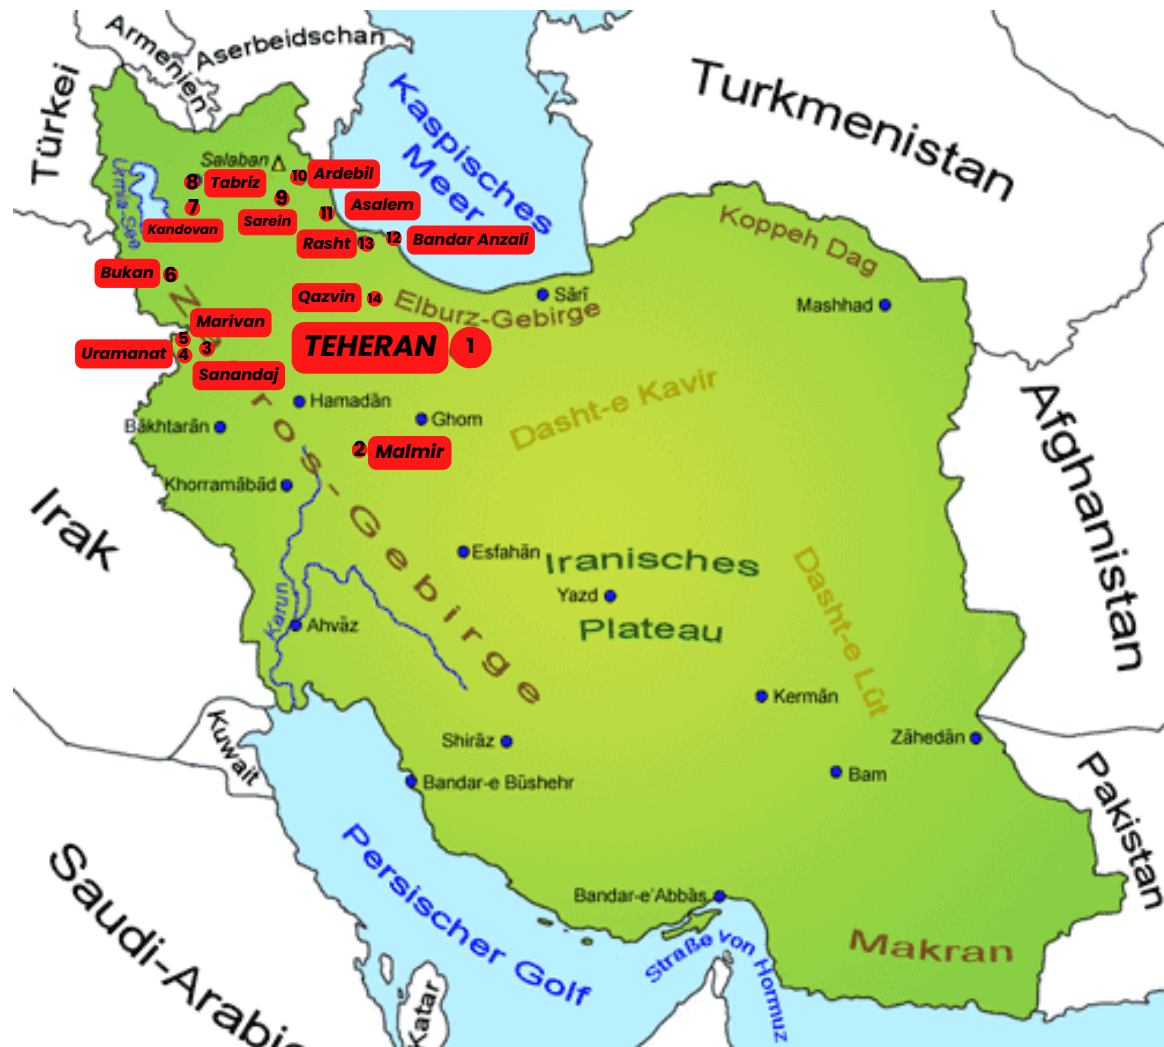 Armenien
Aserbeidschan
Türkei
Kaspisches
Meer
Turkmenistan
Salaban
Urmia-See
8
Tabriz
10
Ardebil
9
7
Sarein
11
Asalem
Kandovan
Rasht
13
12
Bandar Anzali
Koppeh Dag
Bukan
6
Qazvin
14
Elburz-Gebirge
Sārī
Mashhad
Marivan
5
3
Uramanat
4
TEHERAN
1
Sanandaj
Hamadān
Bākhtarān
Ghom
Dasht-e Kavir
2
Malmir
Khorramābād
ros-Gebirge
Irak
Afghanistan
Esfahān
Iranisches
Plateau
Yazd
Karun
Ahvāz
Dasht-e Lūt
Kermān
Kuwait
Shirāz
Zāhedān
Bandar-e Būshehr
Bam
Pakistan
Persischer Golf
Saudi-Arabie
Bandar-e'Abbās
Straße von Hormuz
Makran
Katar